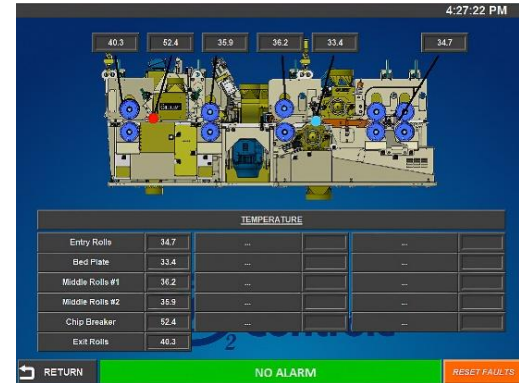 4:27:22 PM
40.3 52.4 35.9 36.2 33.4 34.7
TEMPERATURE
Entry Rolls 34.7 ... ...
Bed Plate 33.4 ... ...
Middle Rolls #1 36.2 ... ...
Middle Rolls #2 35.9 ... ...
Chip Breaker 52.4 ... ...
Exit Rolls 40.3
2
RETURN NO ALARM RESET FAULTS